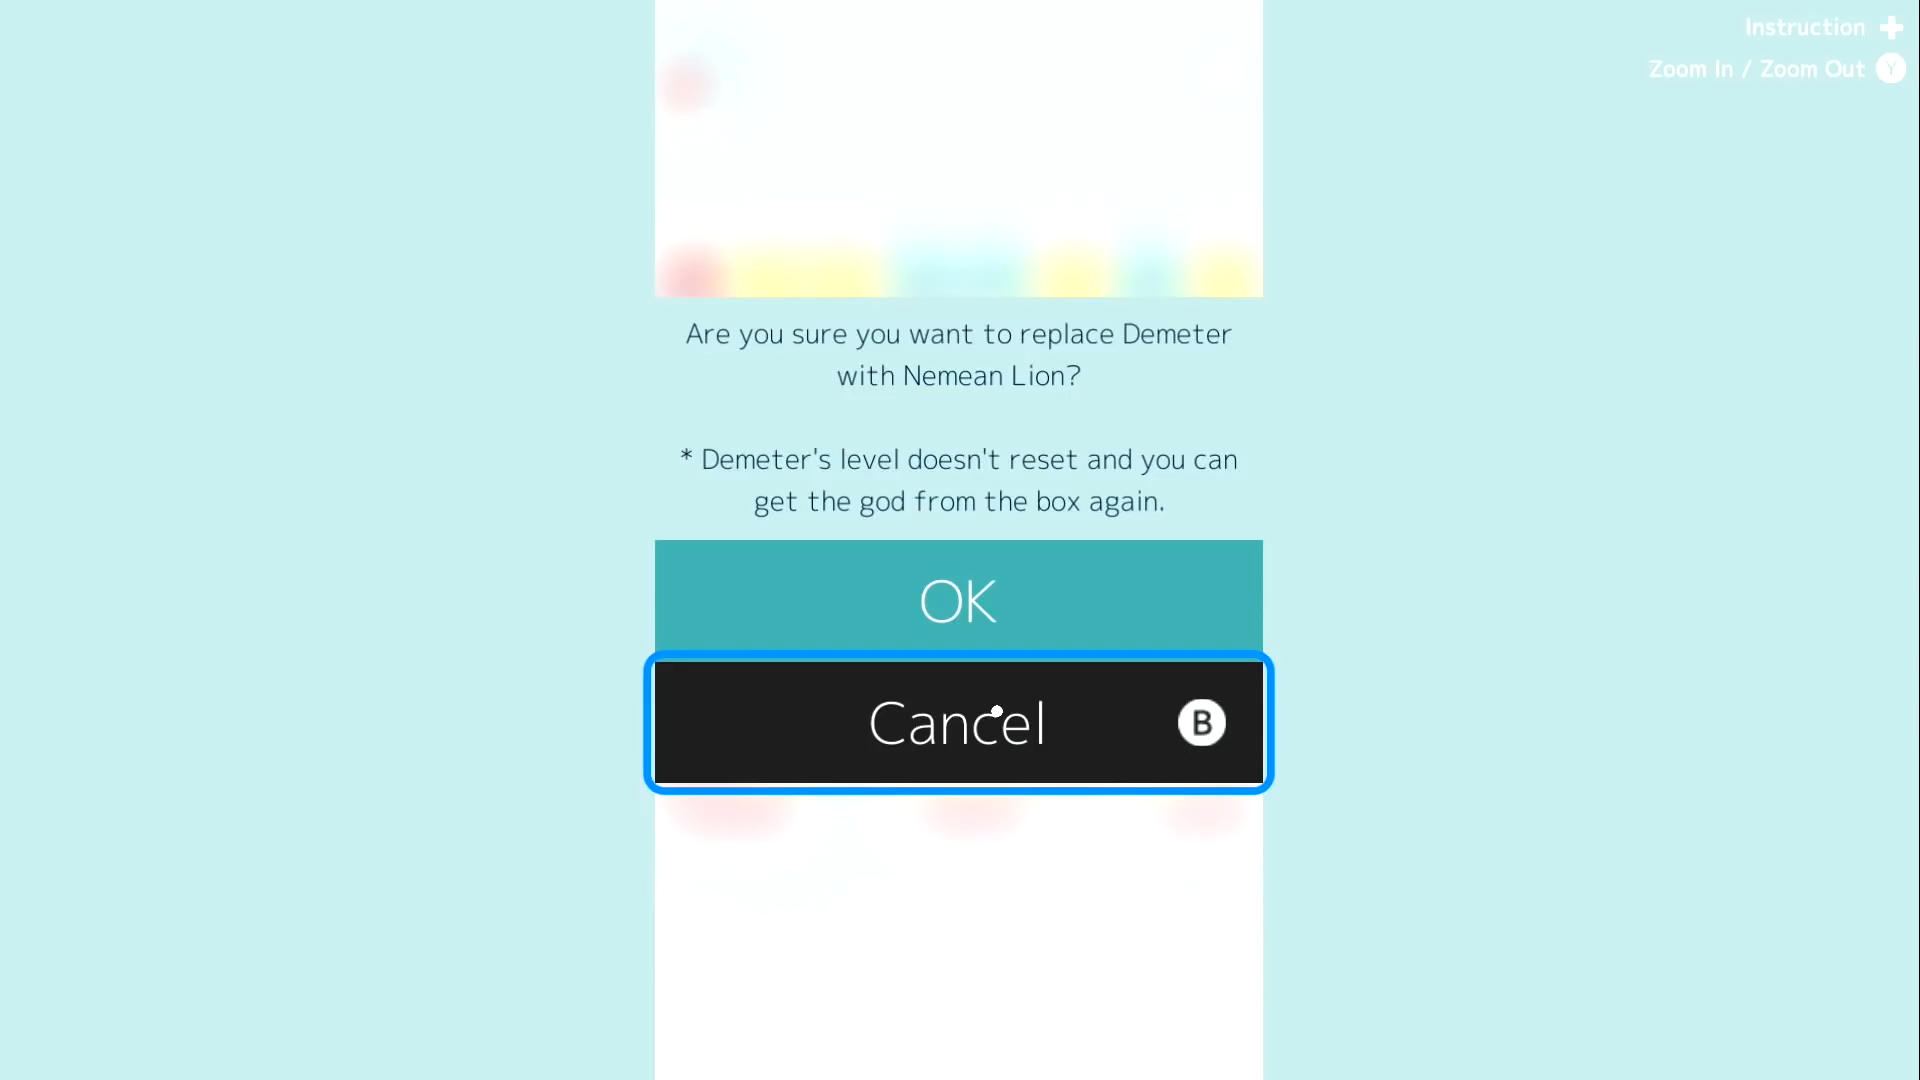 Instruction
Zoom In / Zoom Out Y
Are you sure you want to replace Demeter
with Nemean Lion?
* Demeter's level doesn't reset and you can
get the god from the box again.
OK
Cancel B